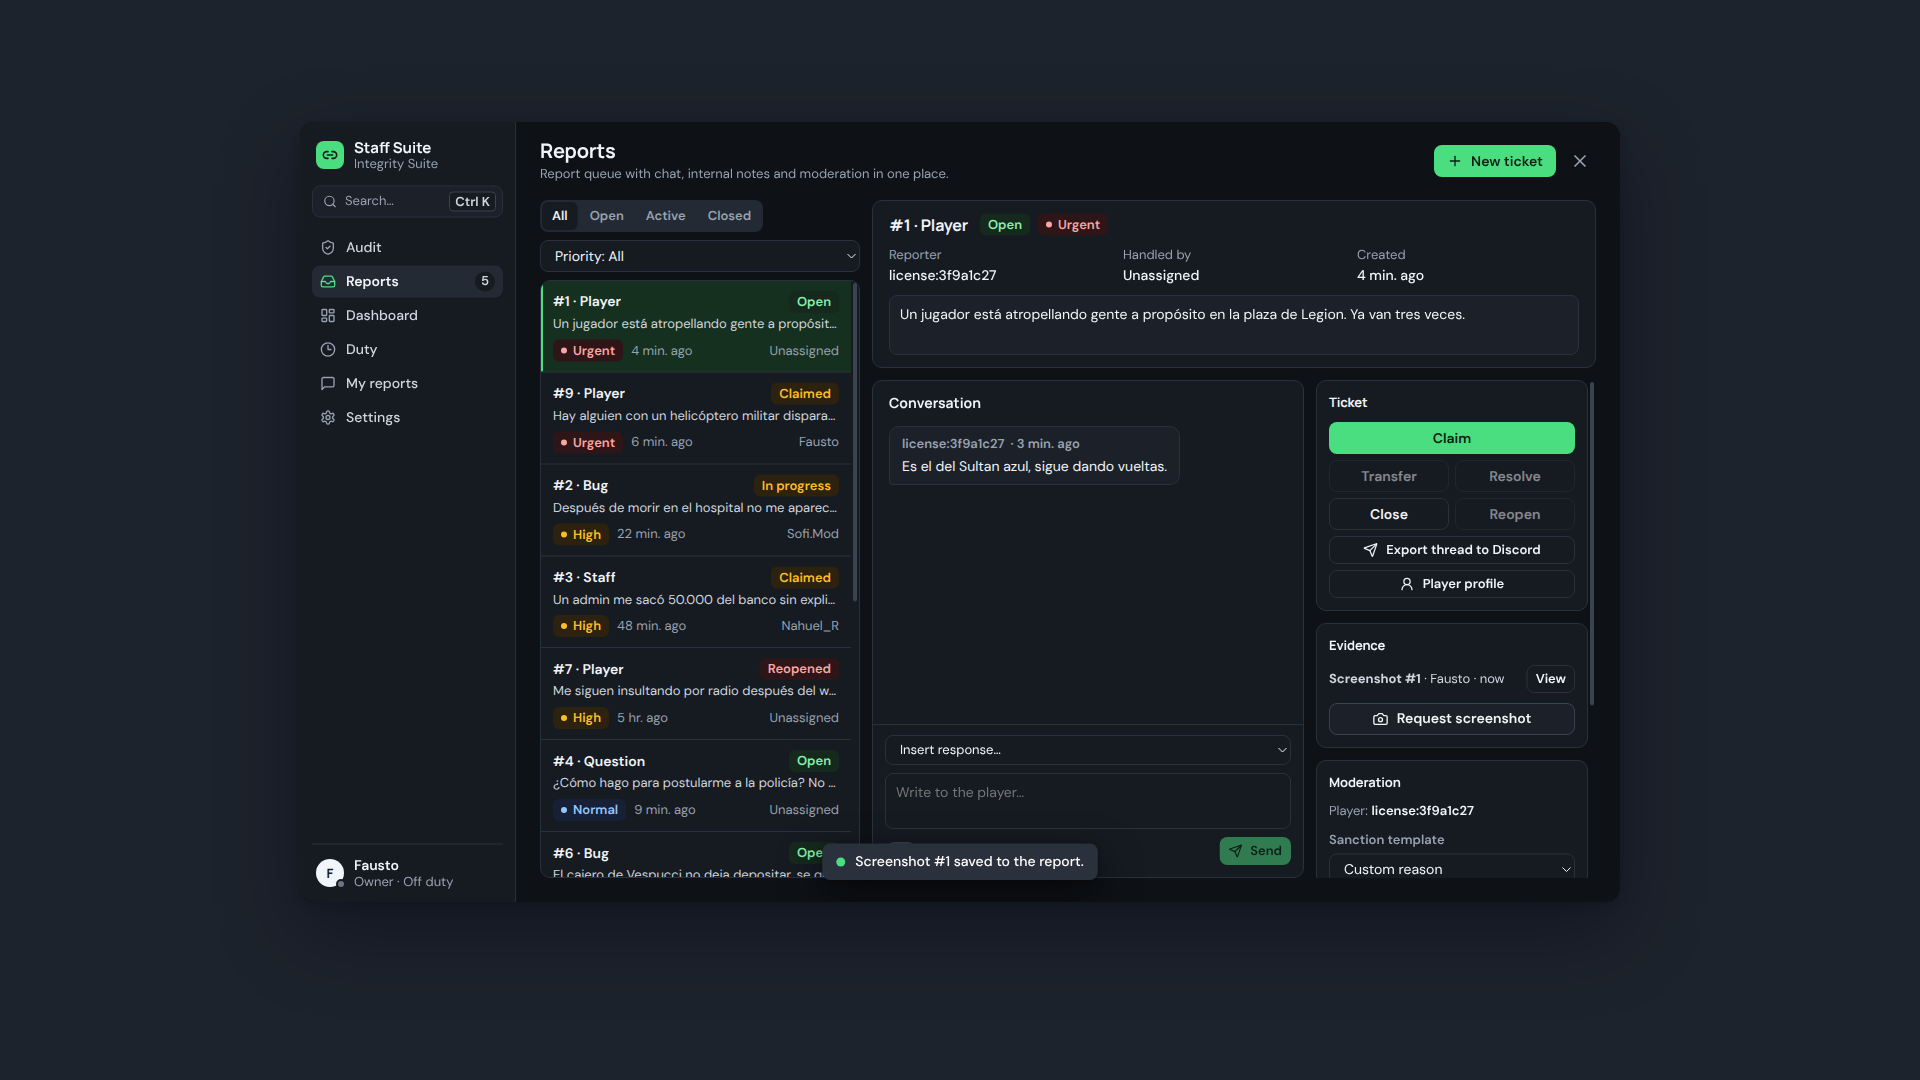 Staff Suite
Integrity Suite
Search...
Ctrl K
Audit
Reports
5
Dashboard
Duty
My reports
Settings
F
Fausto
Owner · Off duty
Reports
Report queue with chat, internal notes and moderation in one place.
New ticket
All
Open
Active
Closed
Priority: All
#1 · Player
Open
Un jugador está atropellando gente a propósit...
Urgent
4 min. ago
Unassigned
#9 · Player
Claimed
Hay alguien con un helicóptero militar dispara...
Urgent
6 min. ago
Fausto
#2 · Bug
In progress
Después de morir en el hospital no me aparec...
High
22 min. ago
Sofi.Mod
#3 · Staff
Claimed
Un admin me sacó 50.000 del banco sin expli...
High
48 min. ago
Nahuel_R
#7 · Player
Reopened
Me siguen insultando por radio después del w...
High
5 hr. ago
Unassigned
#4 · Question
Open
¿Cómo hago para postularme a la policía? No ...
Normal
9 min. ago
Unassigned
#6 · Bug
Ope
El cajero de Vespucci no deja depositar, se
#1 · Player
Open
Urgent
Reporter
license:3f9a1c27
Handled by
Unassigned
Created
4 min. ago
Un jugador está atropellando gente a propósito en la plaza de Legion. Ya van tres veces.
Conversation
license:3f9a1c27 · 3 min. ago
Es el del Sultan azul, sigue dando vueltas.
Insert response...
Write to the player...
Send
Screenshot #1 saved to the report.
Ticket
Claim
Transfer
Resolve
Close
Reopen
Export thread to Discord
Player profile
Evidence
Screenshot #1 · Fausto · now
View
Request screenshot
Moderation
Player: license:3f9a1c27
Sanction template
Custom reason